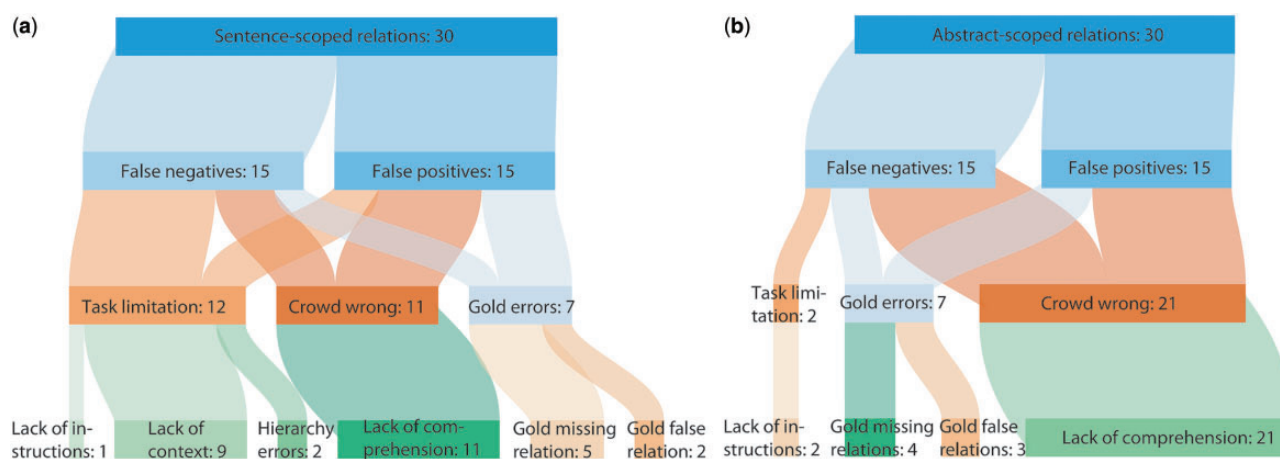 (a)
Sentence-scoped relations: 30
False negatives: 15
False positives: 15
Task limitation: 12
Crowd wrong: 11
Gold errors: 7
Lack of in-
structions: 1
Lack of
context: 9
Hierarchy
errors: 2
Lack of com-
prehension: 11
Gold missing
relation: 5
Gold false
relation: 2
(b)
Abstract-scoped relations: 30
False negatives: 15
False positives: 15
Task limi-
tation: 2
Gold errors: 7
Crowd wrong: 21
Lack of in-
structions: 2
Gold missing
relations: 4
Gold false
relations: 3
Lack of comprehension: 21